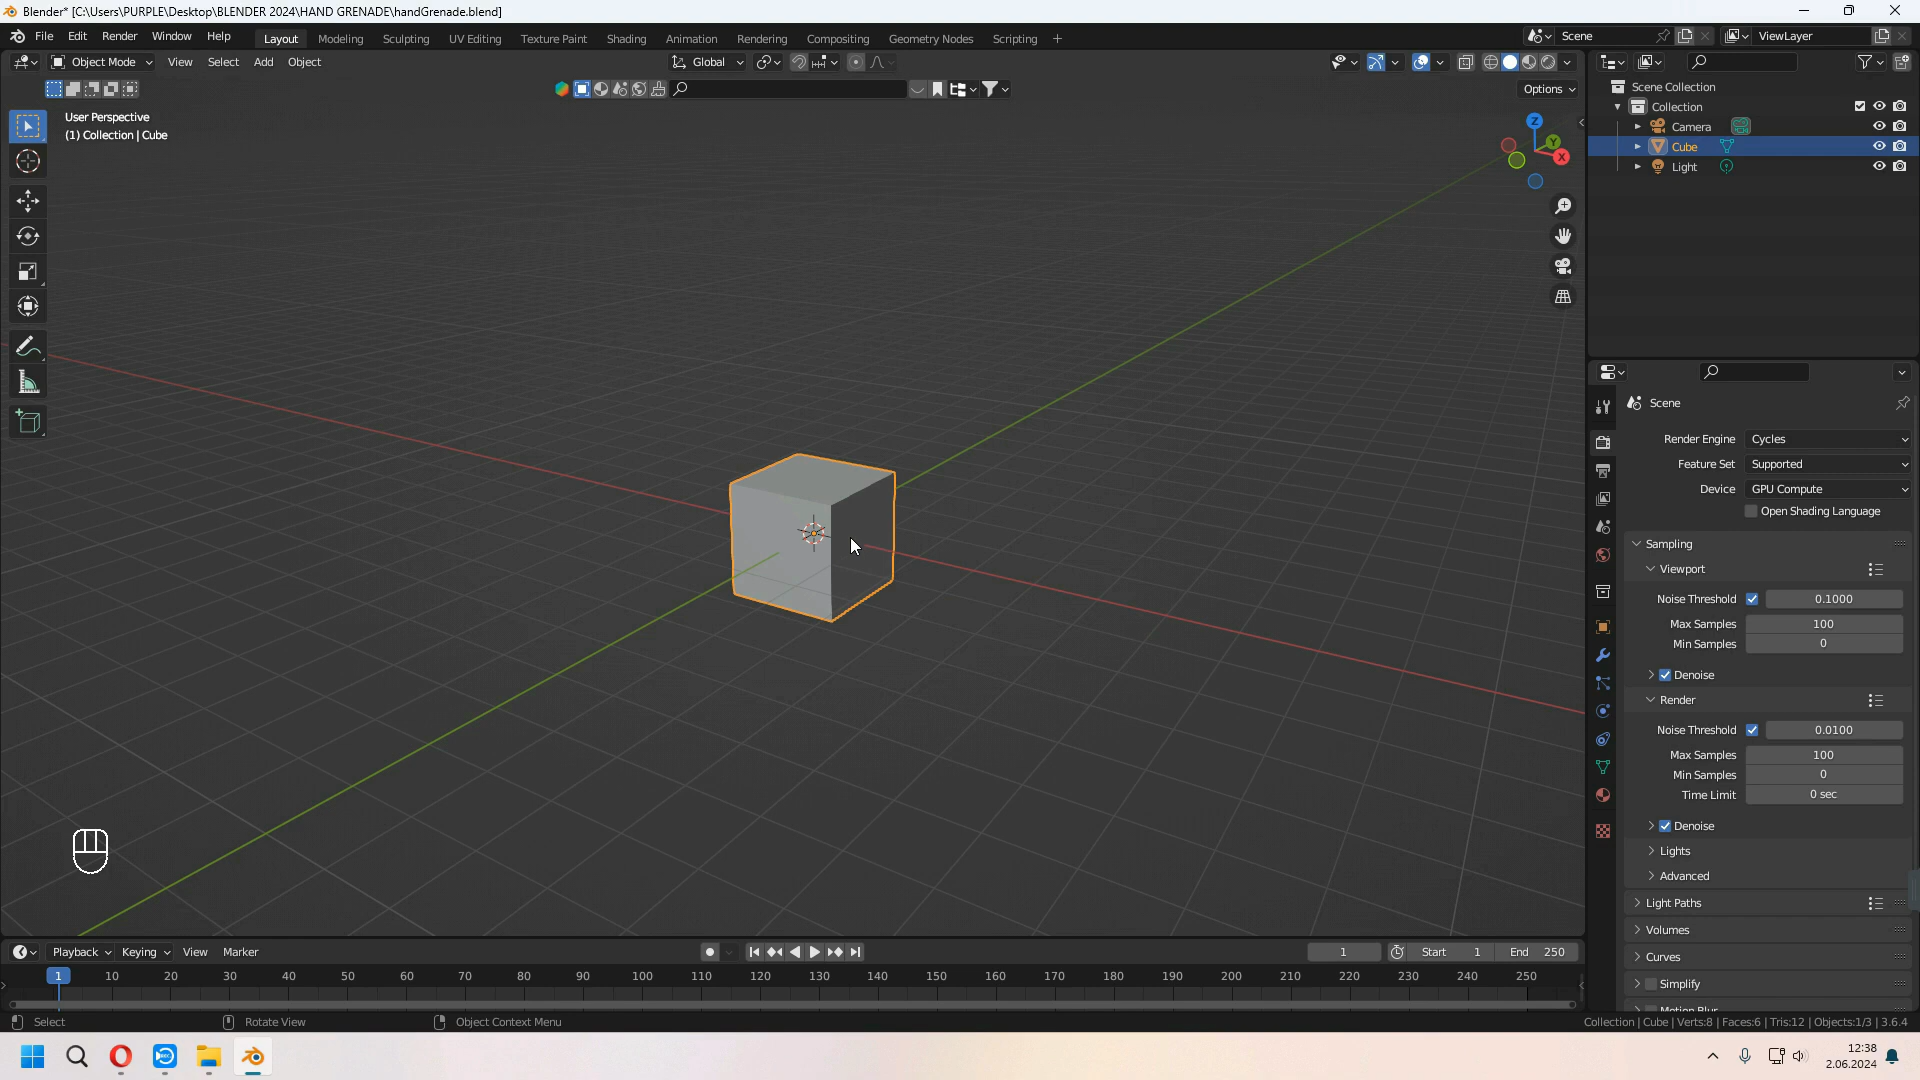 Blender* [C:\Users\PURPLE\Desktop\BLENDER 2024\HAND GRENADE\handGrenade.blend]
File Edit Render Window Help
Layout Modeling Sculpting UV Editing Texture Paint Shading Animation Rendering Compositing Geometry Nodes Scripting +
Scene
ViewLayer
Object Mode View Select Add Object
Global
Options
User Perspective
(1) Collection | Cube
Z
Y
X
Scene Collection
Collection
Camera
Cube
Light
Scene
Render Engine Cycles
Feature Set Supported
Device GPU Compute
Open Shading Language
Sampling
Viewport
Noise Threshold 0.1000
Max Samples 100
Min Samples 0
Denoise
Render
Noise Threshold 0.0100
Max Samples 100
Min Samples 0
Time Limit 0 sec
Denoise
Lights
Advanced
Light Paths
Volumes
Curves
Simplify
Motion Blur
Playback Keying View Marker
1 Start 1 End 250
1 10 20 30 40 50 60 70 80 90 100 110 120 130 140 150 160 170 180 190 200 210 220 230 240 250
Select Rotate View Object Context Menu
Collection | Cube | Verts:8 | Faces:6 | Tris:12 | Objects:1/3 | 3.6.4
REC
12:38
2.06.2024